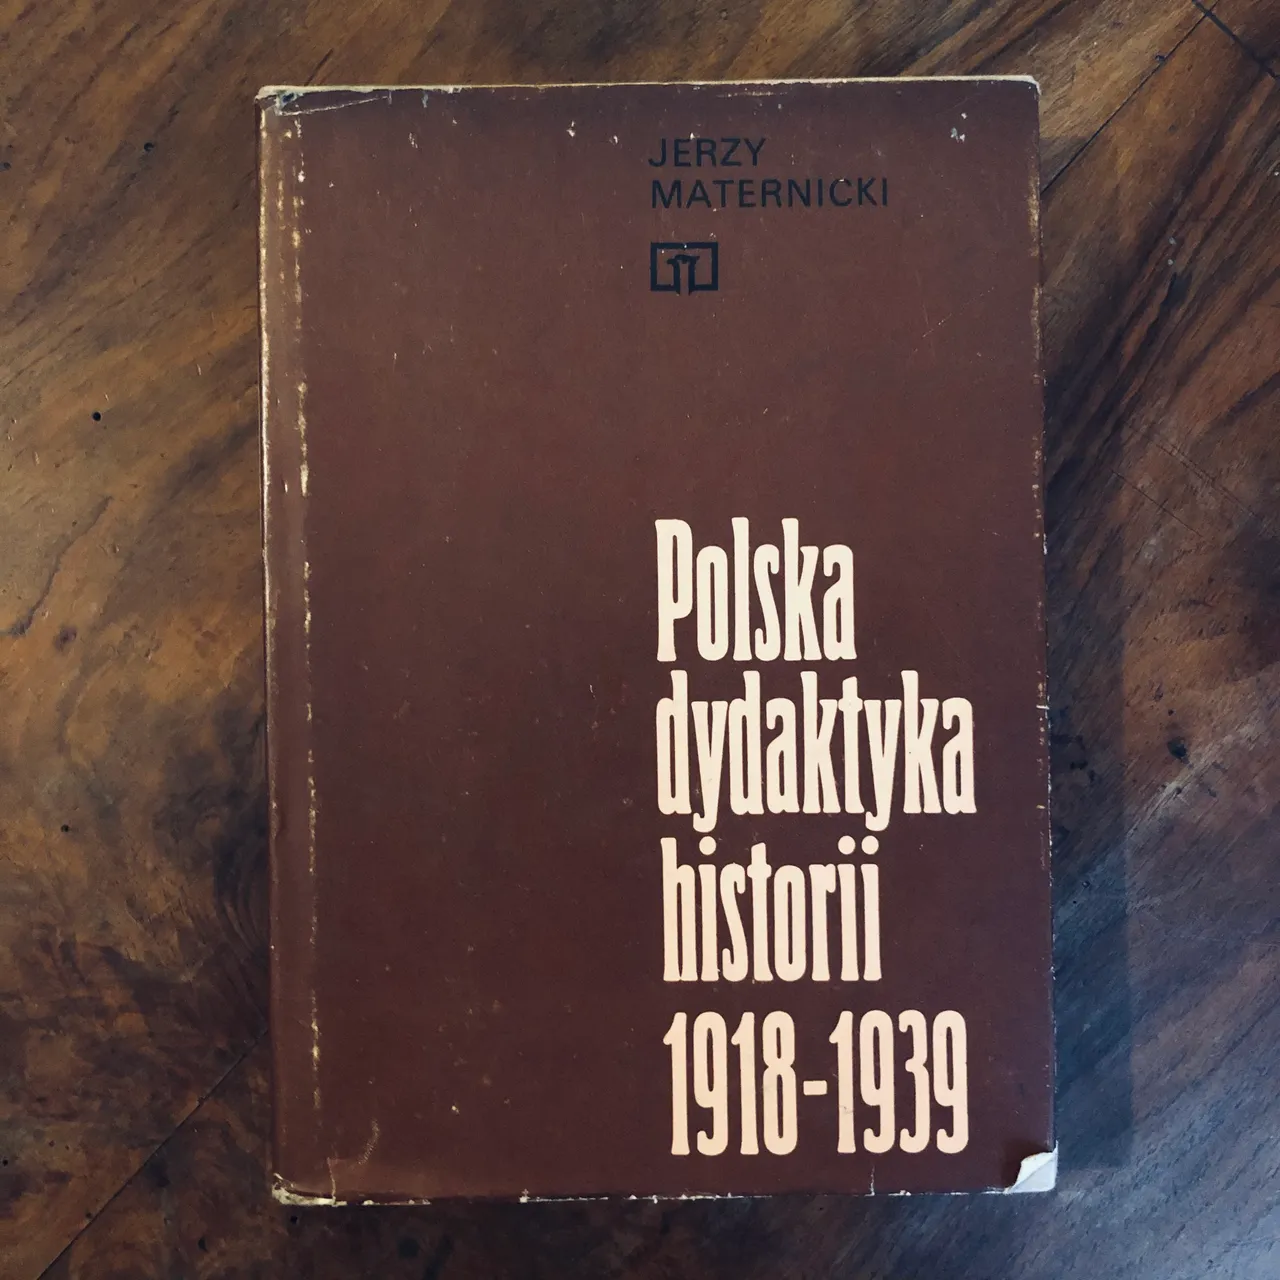 JERZY
MATERNICKI
Polska
dydaktyka
historii
1918-1939